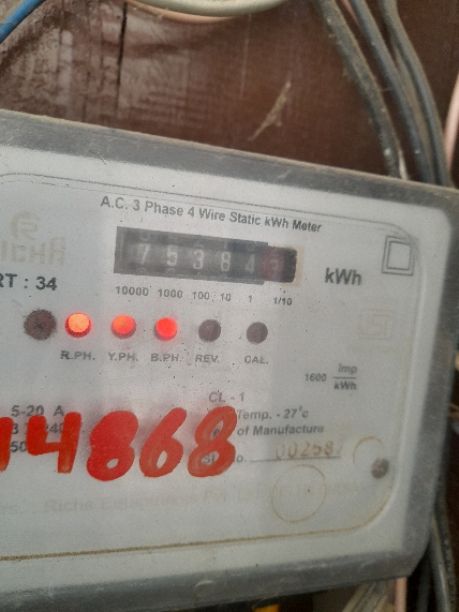 A.C. 3 Phase 4 Wire Static kWh Meter
RT : 34
75384
kWh
10000 1000 100 10 1 1/10
R.PH. Y.PH. B.PH. REV. CAL.
1600 Imp/kWh
CL - 1
5-20 A
Temp. - 27°c
of Manufacture
14868
No. 00258